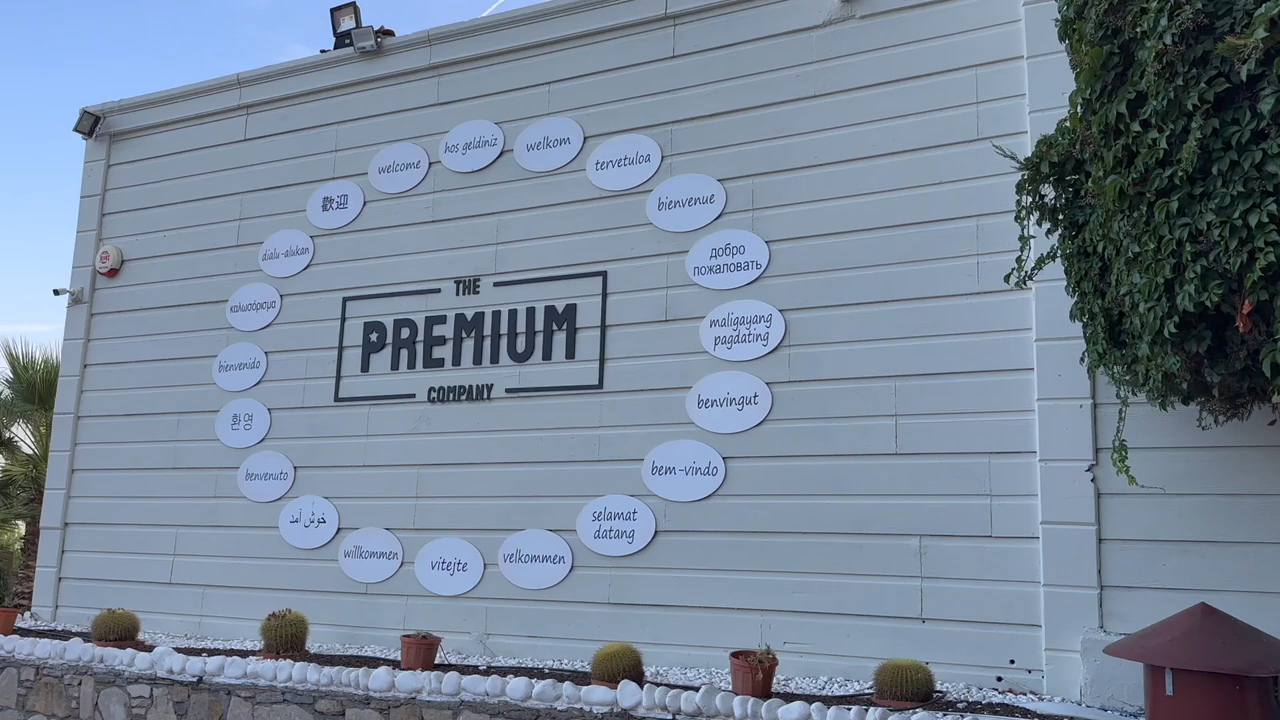 welcome
hos geldiniz
welkom
tervetuloa
bienvenue
добро
пожаловать
maligayang
pagdating
benvingut
bem-vindo
selamat
datang
velkommen
vitejte
willkommen
خوش آمد
benvenuto
환영
bienvenido
καλωσόρισμα
dialu-alukan
歡迎
THE
PREMIUM
COMPANY